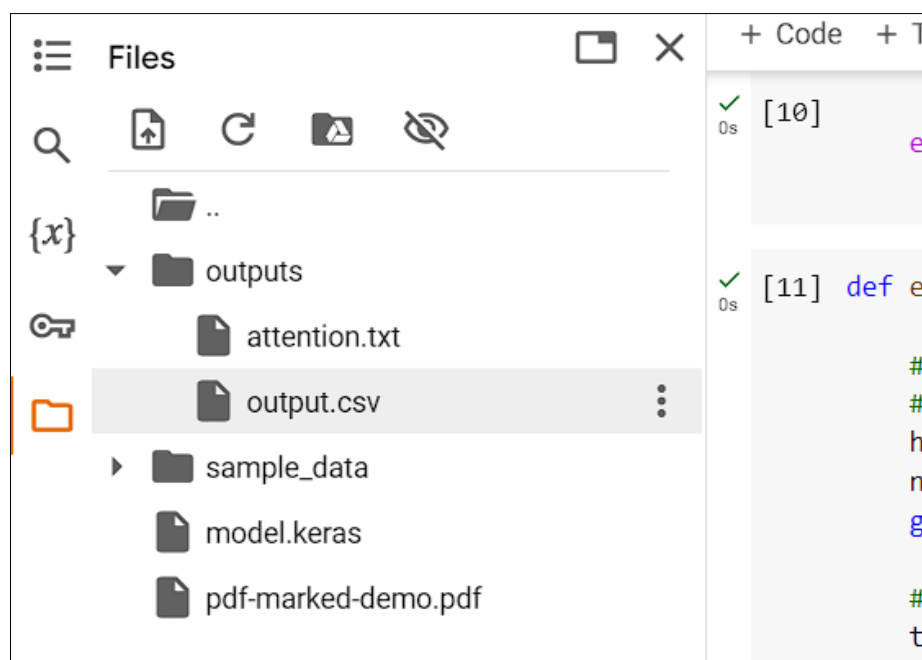 Files
{x}
..
outputs
attention.txt
output.csv
sample_data
model.keras
pdf-marked-demo.pdf
+ Code + T
[10]
0s
e
[11] def e
0s
#
#
h
n
g
#
t